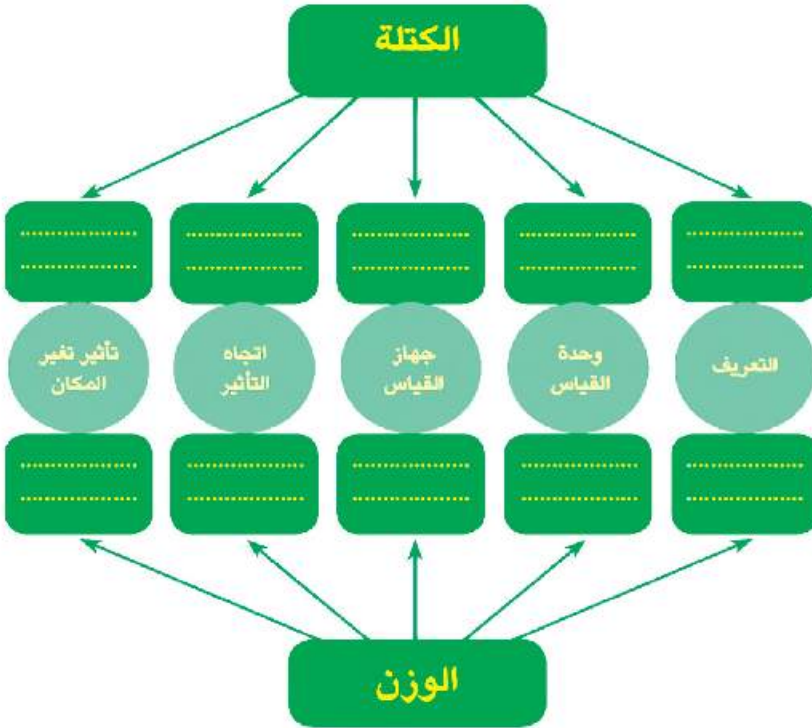 الكتلة
التعريف
وحدة
القياس
جهاز
القياس
اتجاه
التأثير
تأثير تغير
المكان
الوزن